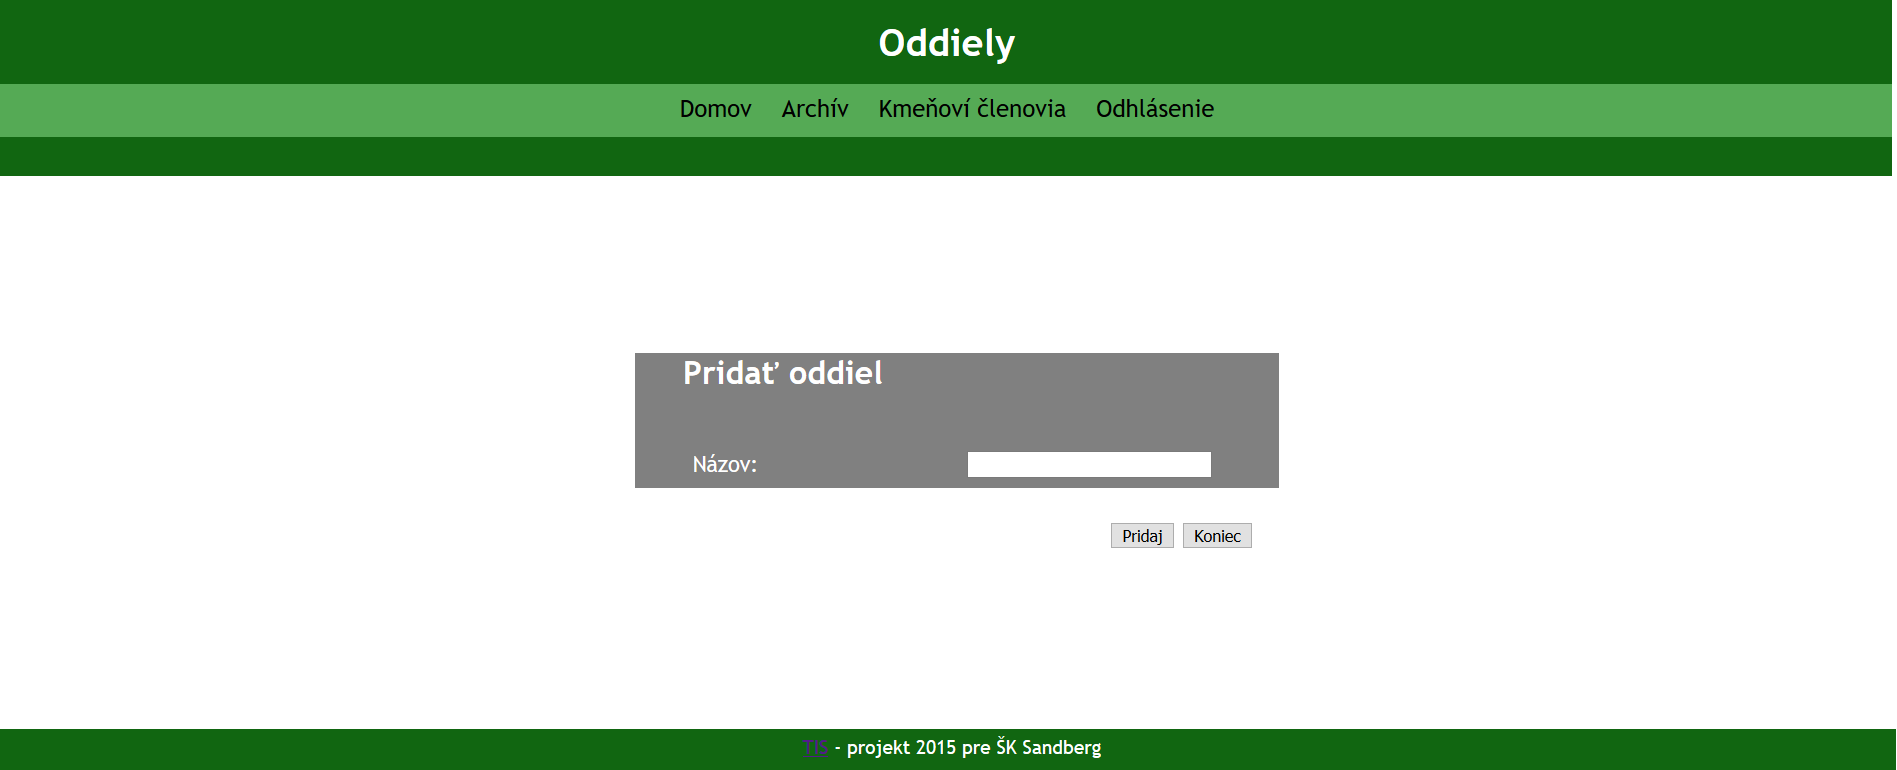 Oddiely
Domov Archív Kmeňoví členovia Odhlásenie
Pridať oddiel
Názov:
Pridaj Koniec
TIS - projekt 2015 pre ŠK Sandberg